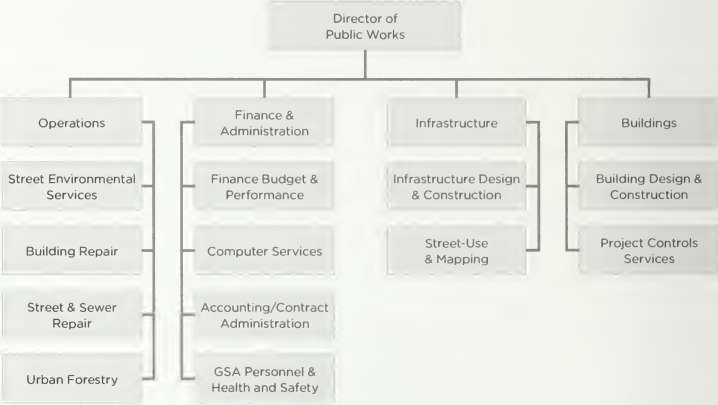 Director of
Public Works
Operations
Street Environmental
Services
Building Repair
Street & Sewer
Repair
Urban Forestry
Finance &
Administration
Finance Budget &
Performance
Computer Services
Accounting/Contract
Administration
GSA Personnel &
Health and Safety
Infrastructure
Infrastructure Design
& Construction
Street-Use
& Mapping
Buildings
Building Design &
Construction
Project Controls
Services